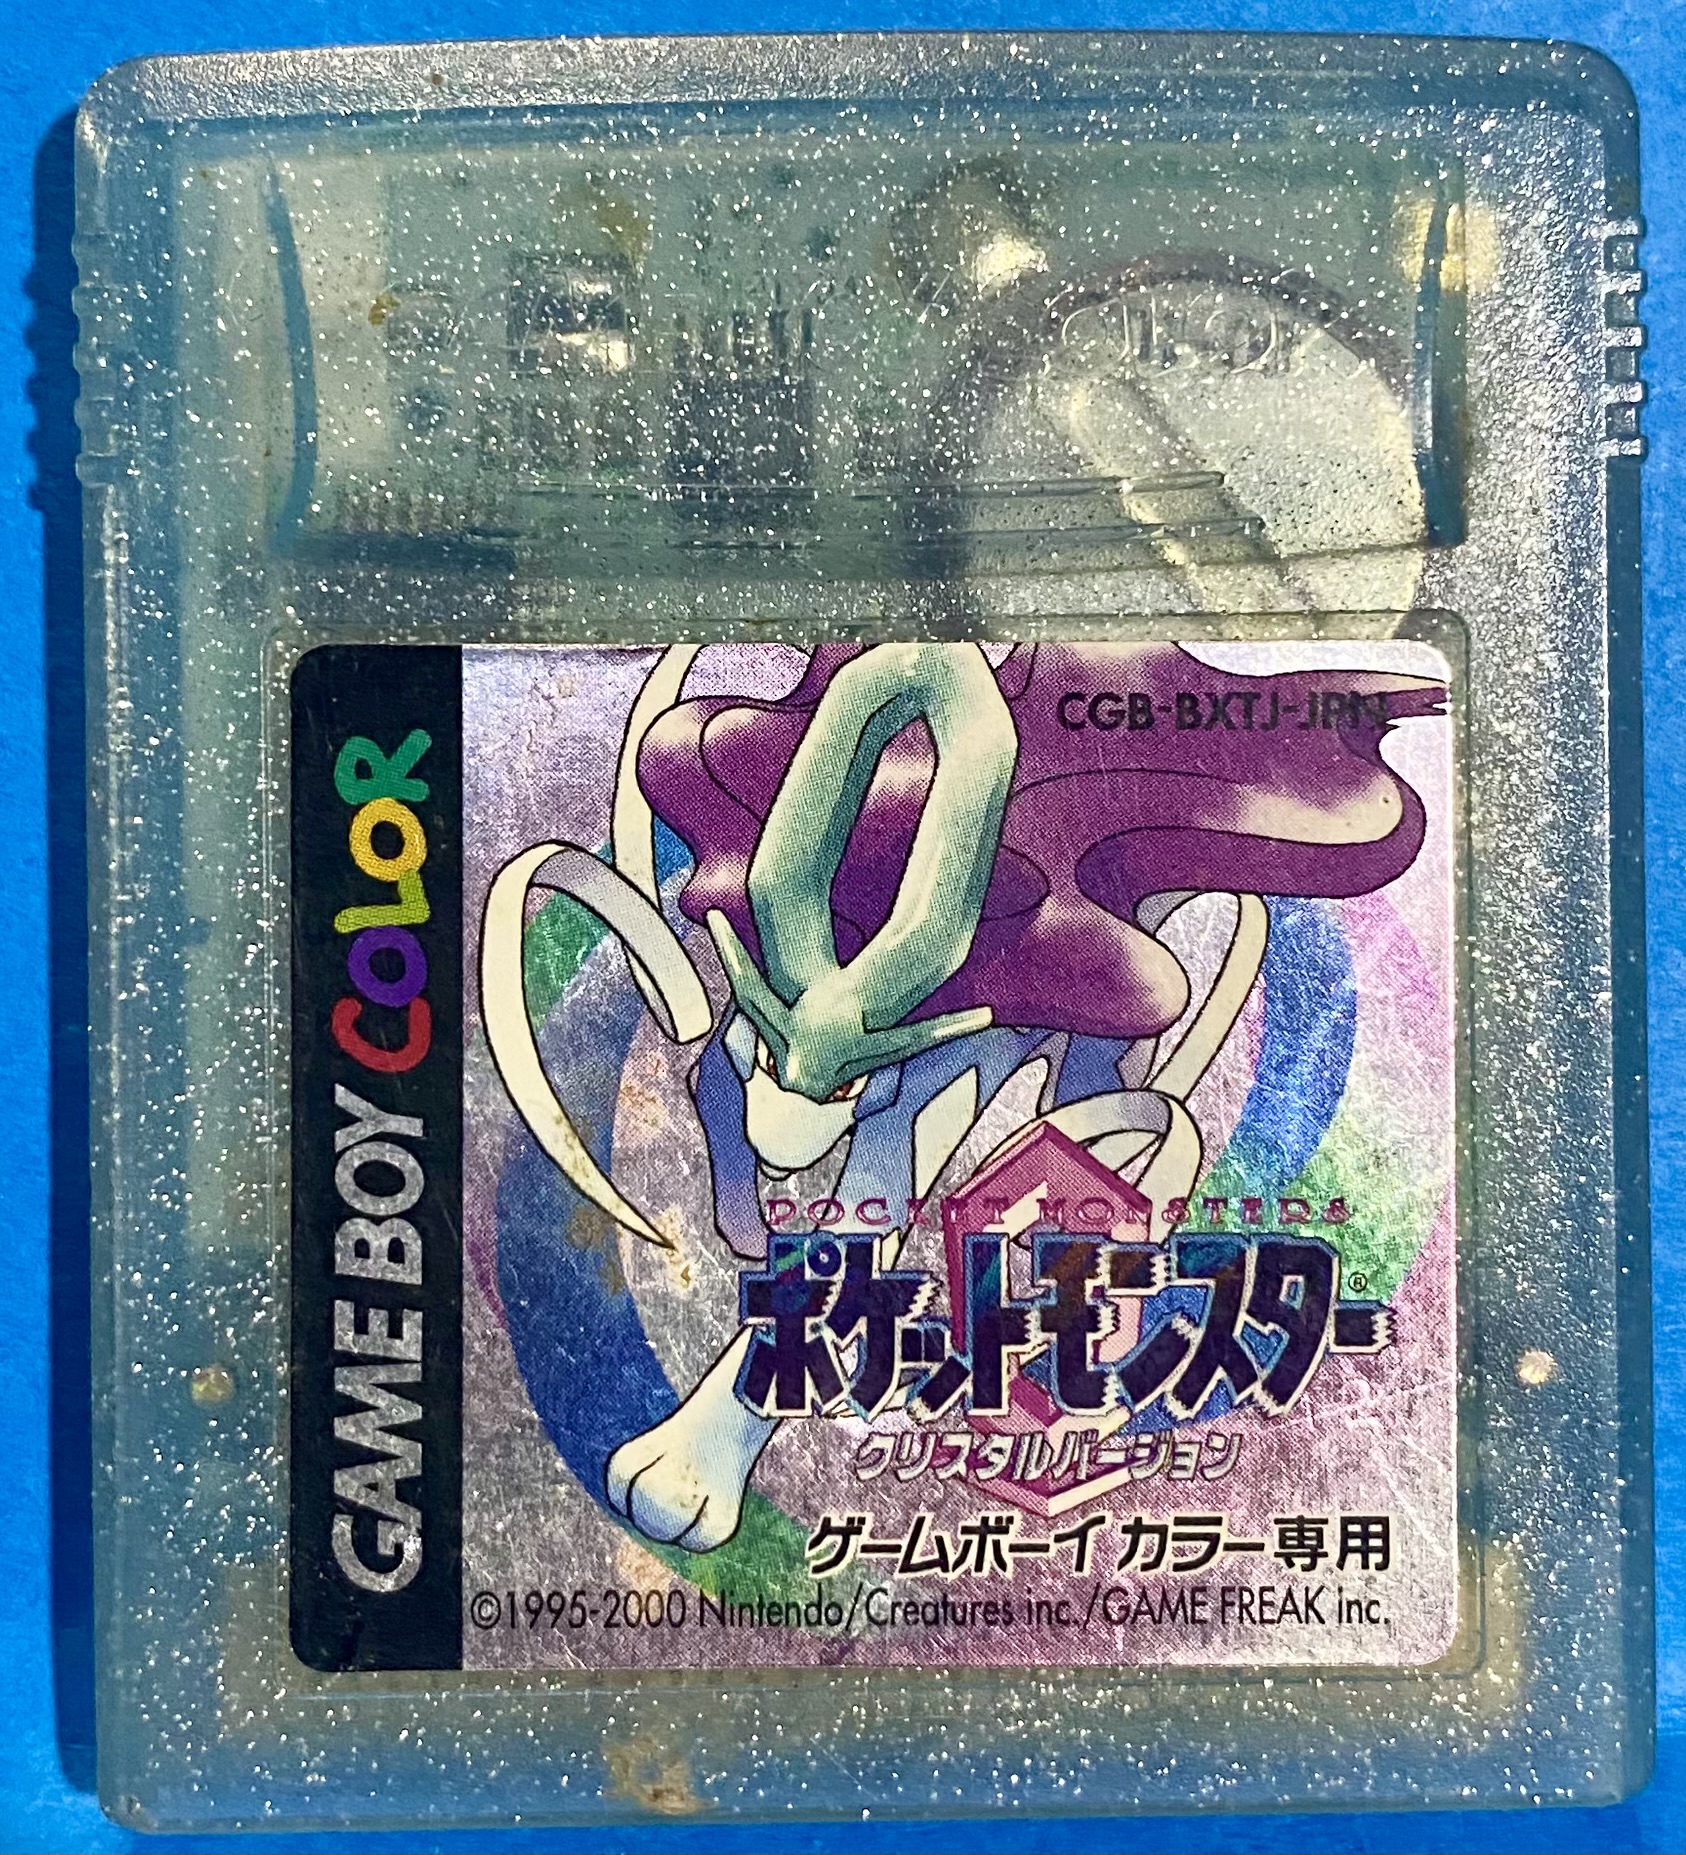 CGB-BXTJ-JPN
GAME BOY COLOR
POCKET MONSTERS
ポケットモンスター®
クリスタルバージョン
ゲームボーイカラー専用
©1995-2000 Nintendo/Creatures inc./GAME FREAK inc.